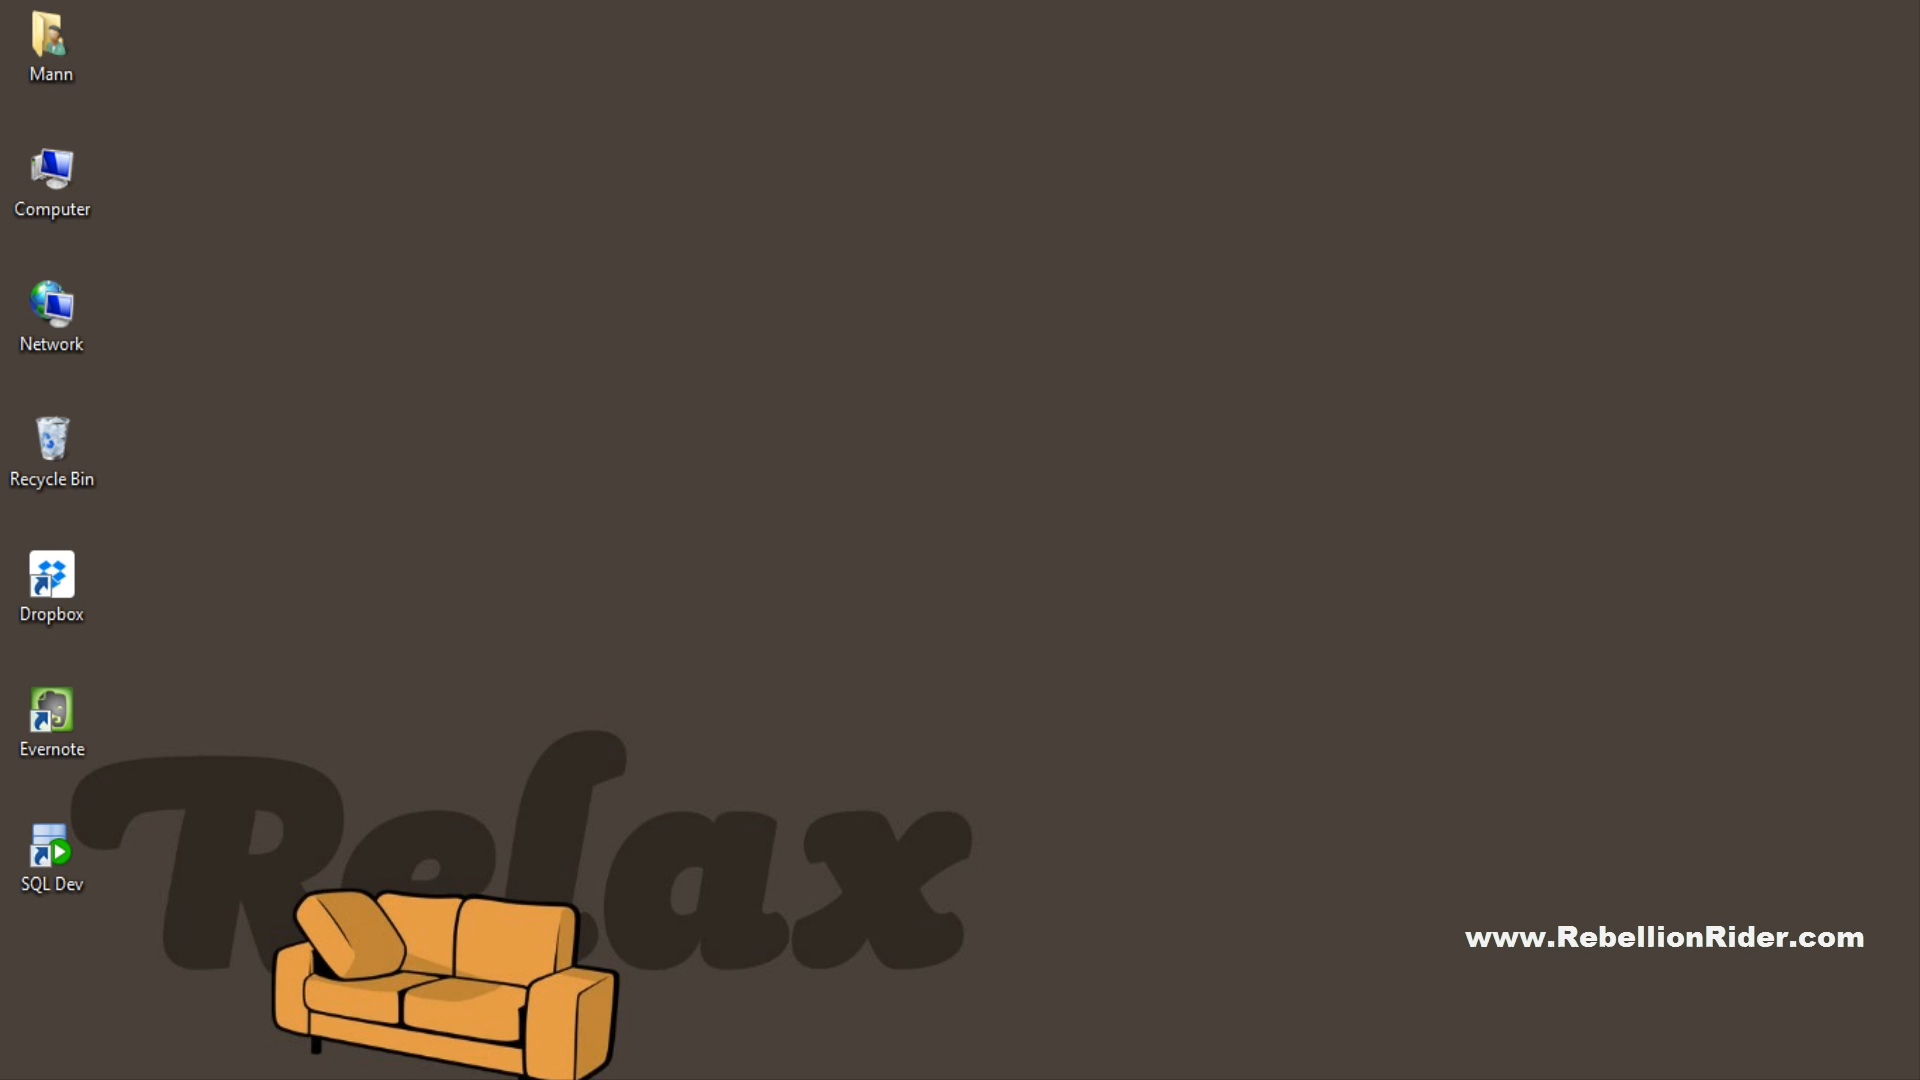 Mann
Computer
Network
Recycle Bin
Dropbox
Evernote
SQL Dev
Relax
www.RebellionRider.com